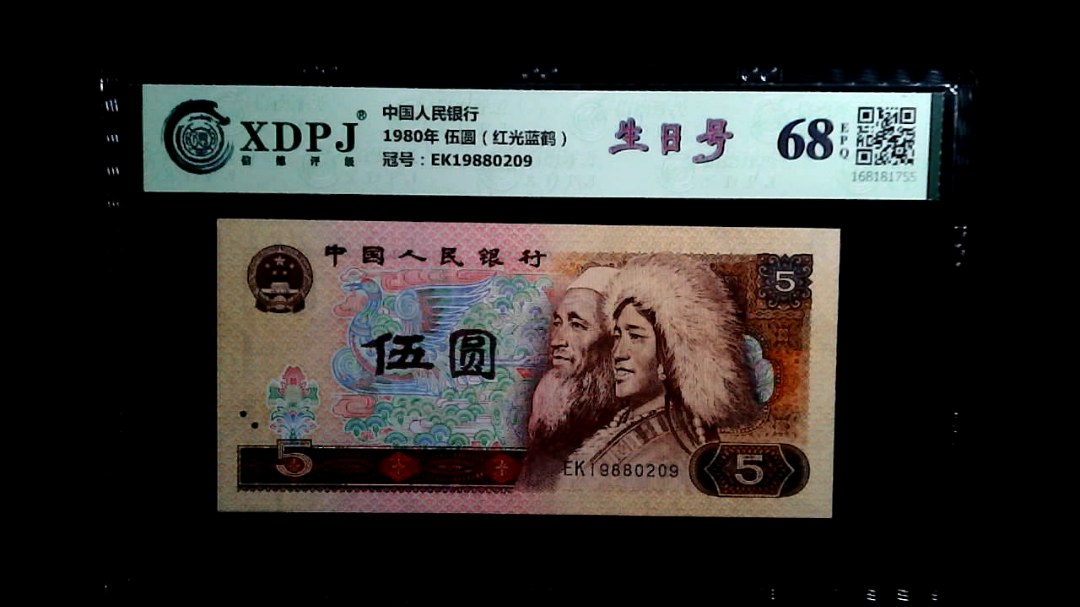 XDPJ®
信德评级
中国人民银行
1980年 伍圆（红光蓝鹤）
冠号：EK19880209
生日号
68
EPQ
168181755
中国人民银行
5
伍圆
5
EK19880209
5